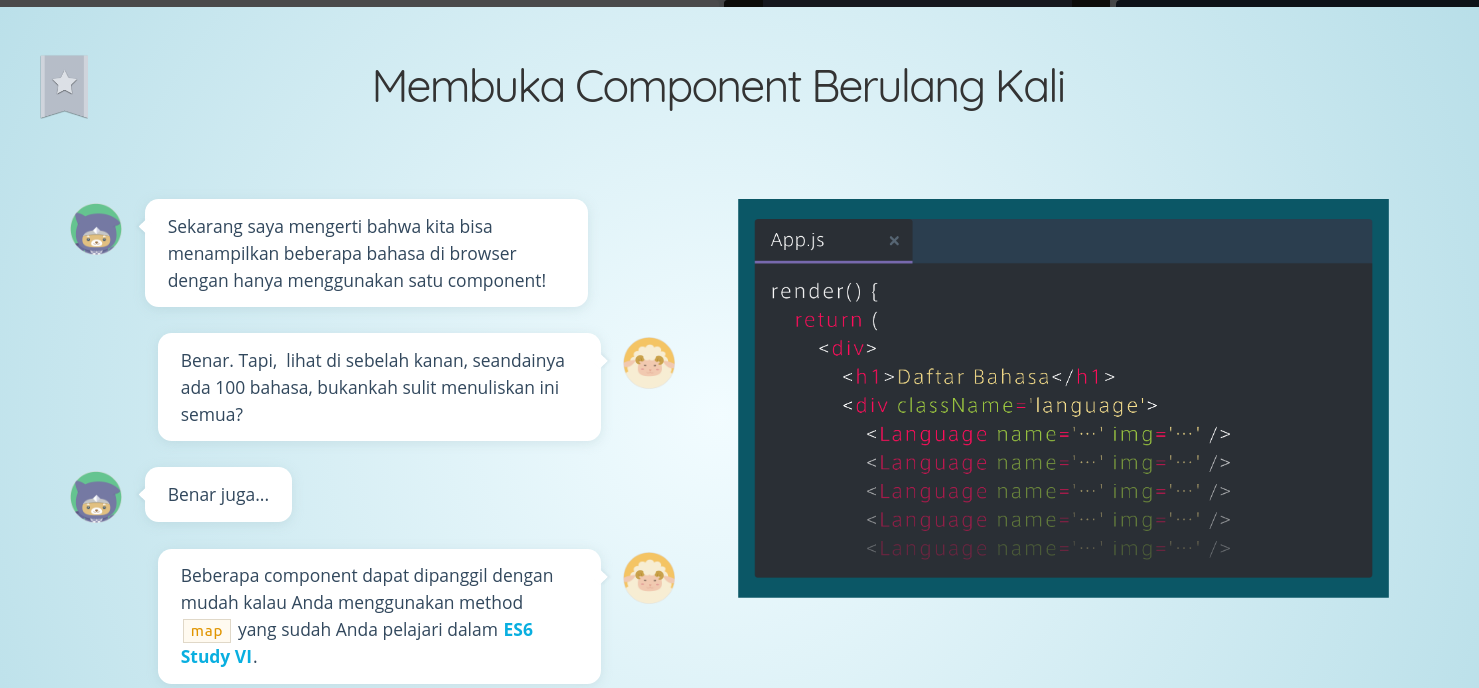 Membuka Component Berulang Kali
Sekarang saya mengerti bahwa kita bisa
menampilkan beberapa bahasa di browser
dengan hanya menggunakan satu component!
Benar. Tapi, lihat di sebelah kanan, seandainya
ada 100 bahasa, bukankah sulit menuliskan ini
semua?
Benar juga...
Beberapa component dapat dipanggil dengan
mudah kalau Anda menggunakan method
map yang sudah Anda pelajari dalam ES6
Study VI.
App.js ×
render() {
return (
<div>
<h1>Daftar Bahasa</h1>
<div className='language'>
<Language name='…' img='…' />
<Language name='…' img='…' />
<Language name='…' img='…' />
<Language name='…' img='…' />
<Language name='…' img='…' />